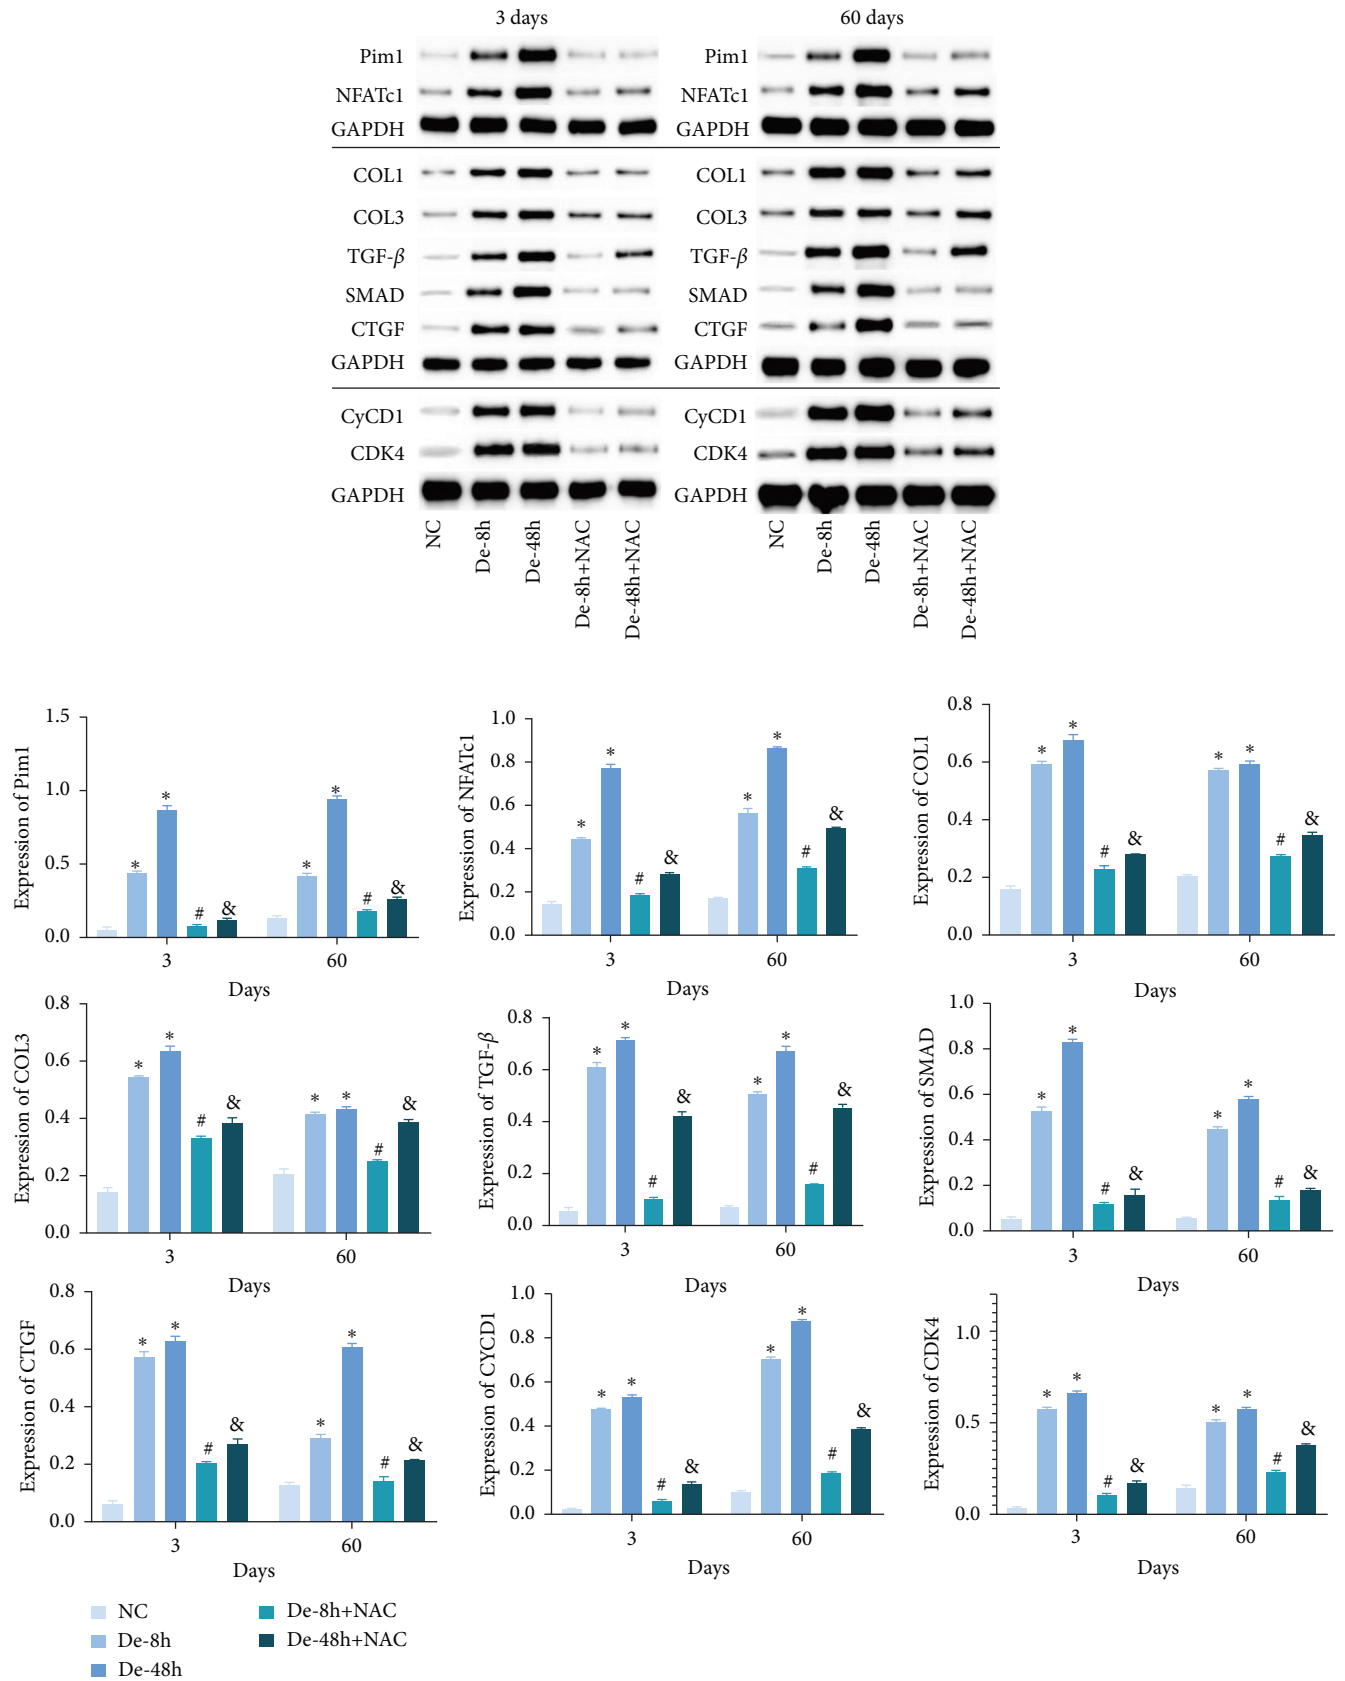 3 days 60 days
Pim1 Pim1
NFATc1 NFATc1
GAPDH GAPDH
COL1 COL1
COL3 COL3
TGF-β TGF-β
SMAD SMAD
CTGF CTGF
GAPDH GAPDH
CyCD1 CyCD1
CDK4 CDK4
GAPDH GAPDH
NC De-8h De-48h De-8h+NAC De-48h+NAC NC De-8h De-48h De-8h+NAC De-48h+NAC
Expression of Pim1
1.5
1.0
0.5
0.0
* * # & * * # &
3 60
Days
Expression of NFATc1
1.0
0.8
0.6
0.4
0.2
0.0
* * # & * * # &
3 60
Days
Expression of COL1
0.8
0.6
0.4
0.2
0.0
* * # & * * # &
3 60
Days
Expression of COL3
0.8
0.6
0.4
0.2
0.0
* * # & * * # &
3 60
Days
Expression of TGF-β
0.8
0.6
0.4
0.2
0.0
* * # & * * # &
3 60
Days
Expression of SMAD
1.0
0.8
0.6
0.4
0.2
0.0
* * # & * * # &
3 60
Days
Expression of CTGF
0.8
0.6
0.4
0.2
0.0
* * # & * * # &
3 60
Days
Expression of CYCD1
1.0
0.8
0.6
0.4
0.2
0.0
* * # & * * # &
3 60
Days
Expression of CDK4
1.0
0.5
0.0
* * # & * * # &
3 60
Days
NC
De-8h
De-48h
De-8h+NAC
De-48h+NAC